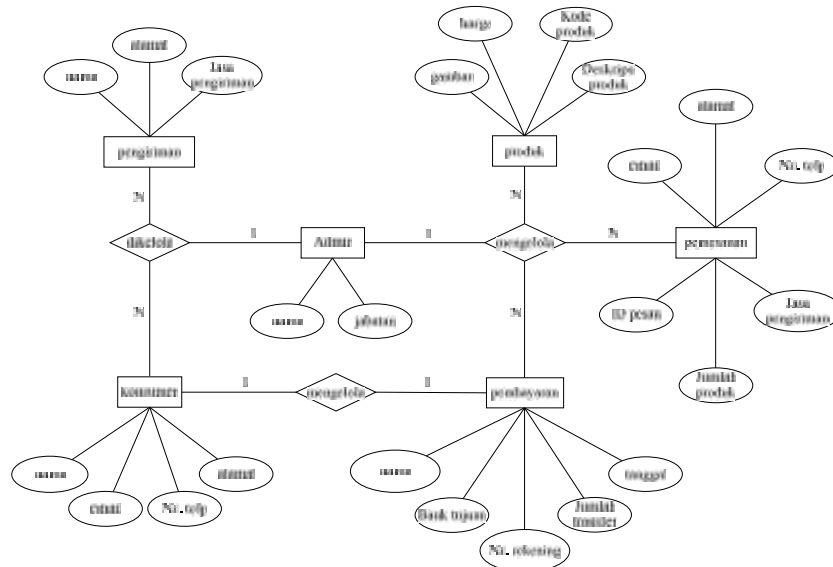 harga
Kode
produk
alamat
Jasa
pengiriman
nama
gambar
Deskripsi
produk
alamat
pengiriman
produk
email
No. telp
N
N
dikelola
1
Admin
1
mengelola
N
pemesanan
N
N
nama
jabatan
ID pesan
Jasa
pengiriman
konsumen
1
mengelola
1
pembayaran
Jumlah
produk
nama
alamat
nama
tanggal
email
No. telp
Bank tujuan
Jumlah
transfer
No. rekening